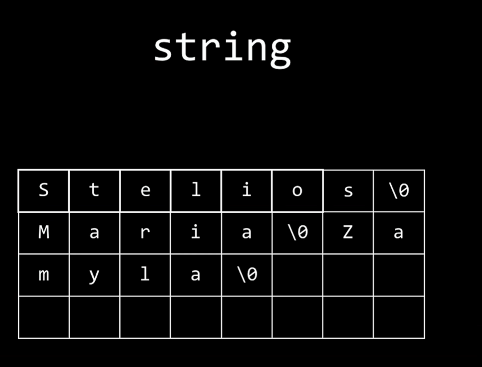 string
S t e l i o s \0
M a r i a \0 Z a
m y l a \0